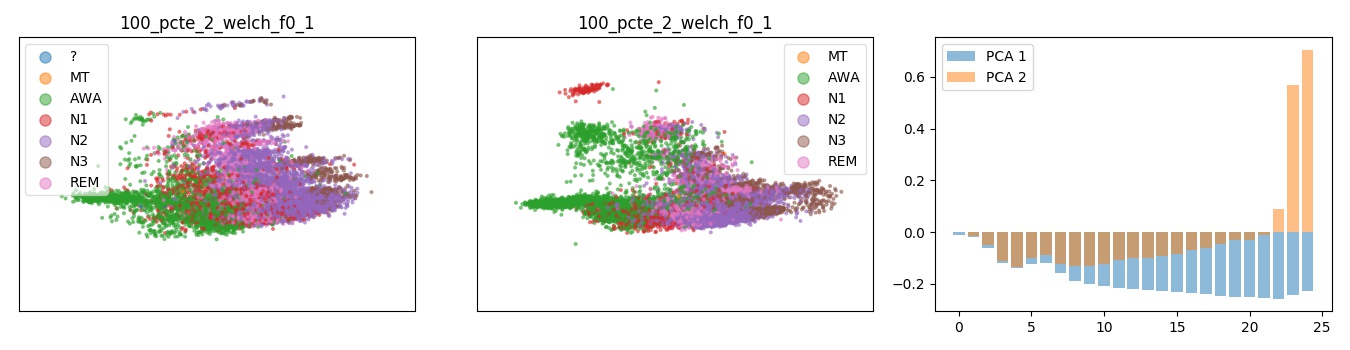 100_pcte_2_welch_f0_1
?
MT
AWA
N1
N2
N3
REM
100_pcte_2_welch_f0_1
MT
AWA
N1
N2
N3
REM
PCA 1
PCA 2
0.6
0.4
0.2
0.0
−0.2
0
5
10
15
20
25